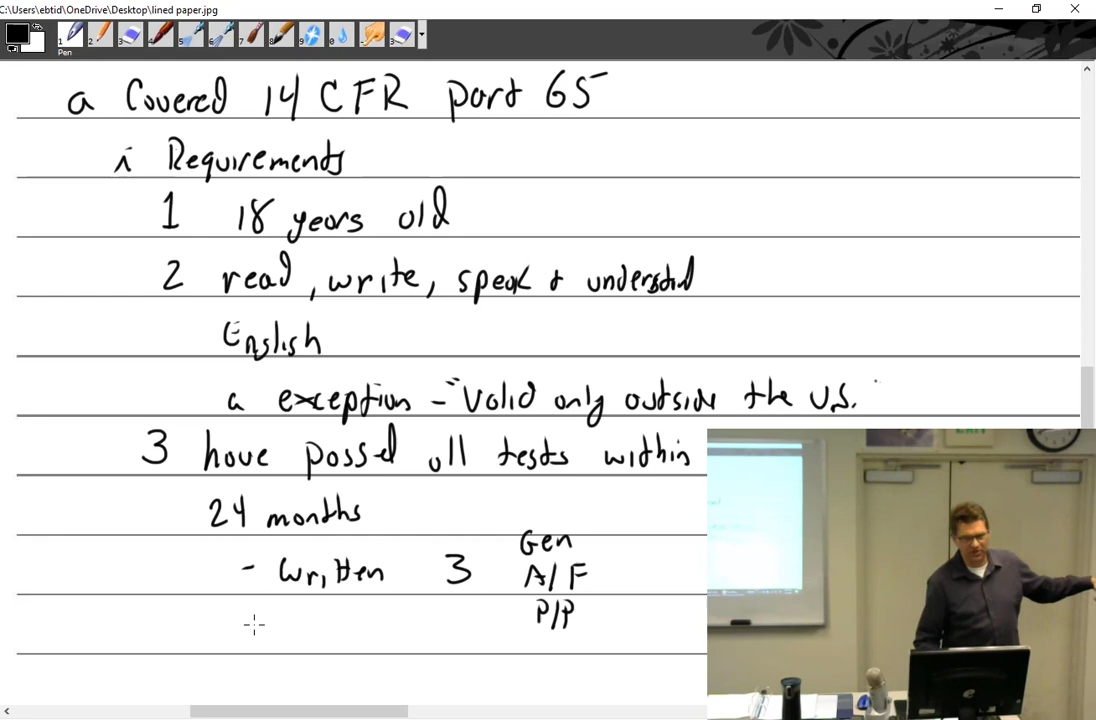 C:\Users\ebtid\OneDrive\Desktop\lined paper.jpg
Pen
a Covered 14 CFR part 65
i Requirements
1 18 years old
2 read, write, speak & understand
English
a exception - "Valid only outside the U.S."
3 have passed all tests within
24 months
- written 3 Gen
A/F
P/P
EXIT